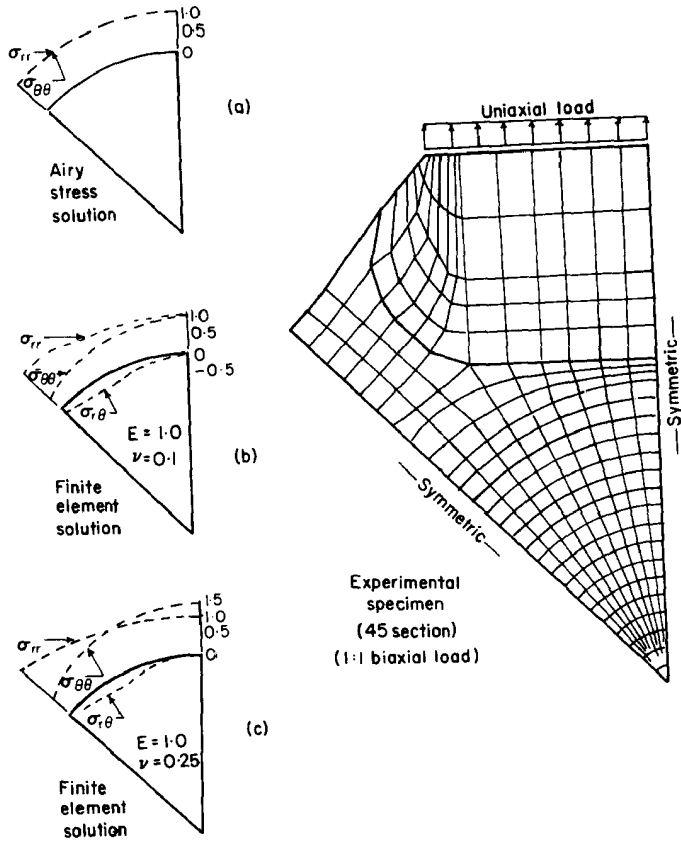 1·0
0·5
0
σrr
σθθ
(a)
Airy
stress
solution
1·0
0·5
0
-0·5
σrr
σθθ
σrθ
E = 1·0
ν=0·1
(b)
Finite
element
solution
1·5
1·0
0·5
0
σrr
σθθ
σrθ
E = 1·0
ν = 0·25
(c)
Finite
element
solution
Uniaxial load
—Symmetric—
—Symmetric—
Experimental
specimen
(45 section)
(1:1 biaxial load)